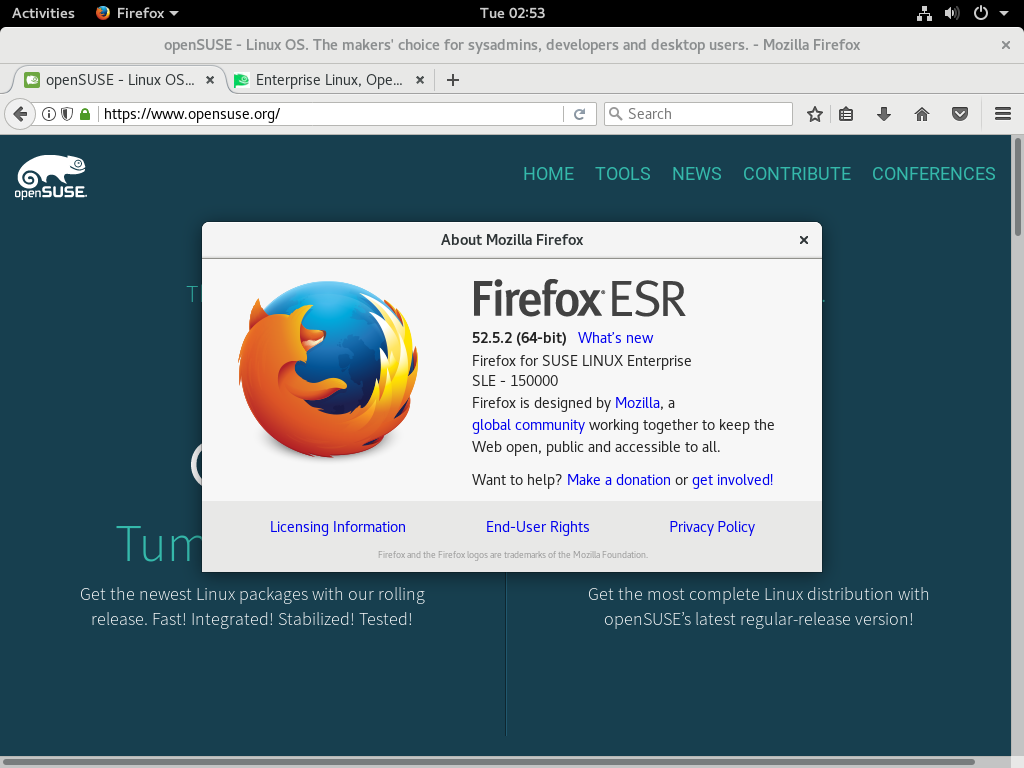 Activities Firefox Tue 02:53
openSUSE - Linux OS. The makers' choice for sysadmins, developers and desktop users. - Mozilla Firefox
openSUSE - Linux OS... Enterprise Linux, Ope...
https://www.opensuse.org/ Search
openSUSE. HOME TOOLS NEWS CONTRIBUTE CONFERENCES
About Mozilla Firefox
Firefox ESR
52.5.2 (64-bit) What's new
Firefox for SUSE LINUX Enterprise
SLE - 150000
Firefox is designed by Mozilla, a
global community working together to keep the
Web open, public and accessible to all.
Want to help? Make a donation or get involved!
Licensing Information End-User Rights Privacy Policy
Firefox and the Firefox logos are trademarks of the Mozilla Foundation.
Get the newest Linux packages with our rolling
release. Fast! Integrated! Stabilized! Tested!
Get the most complete Linux distribution with
openSUSE’s latest regular-release version!